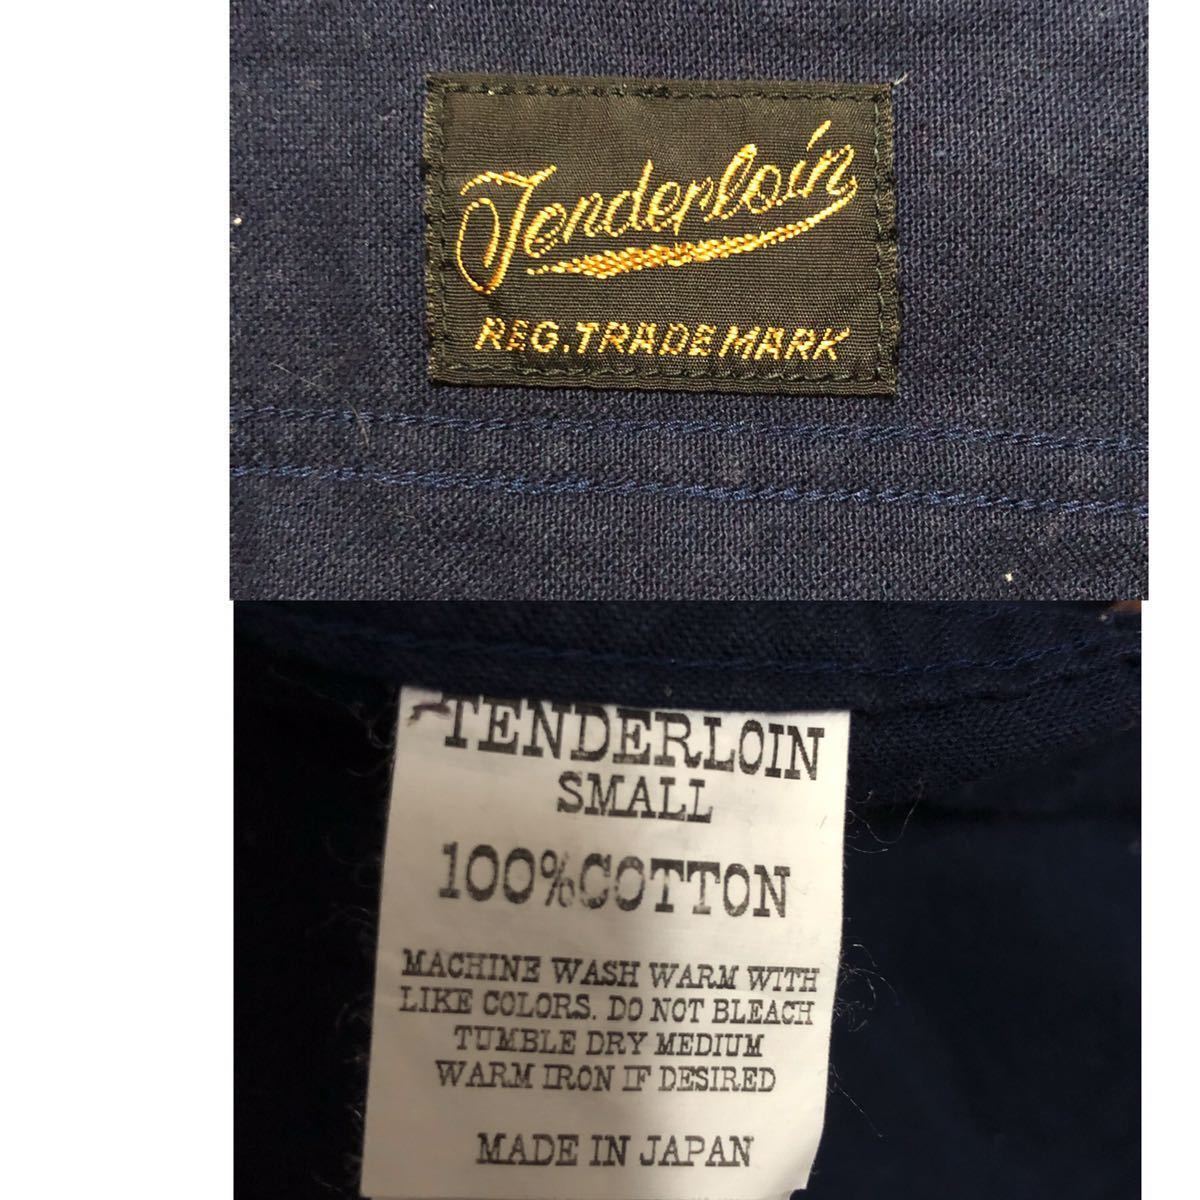 Tenderloin
REG. TRADE MARK
TENDERLOIN
SMALL
100%COTTON
MACHINE WASH WARM WITH
LIKE COLORS. DO NOT BLEACH
TUMBLE DRY MEDIUM
WARM IRON IF DESIRED
MADE IN JAPAN